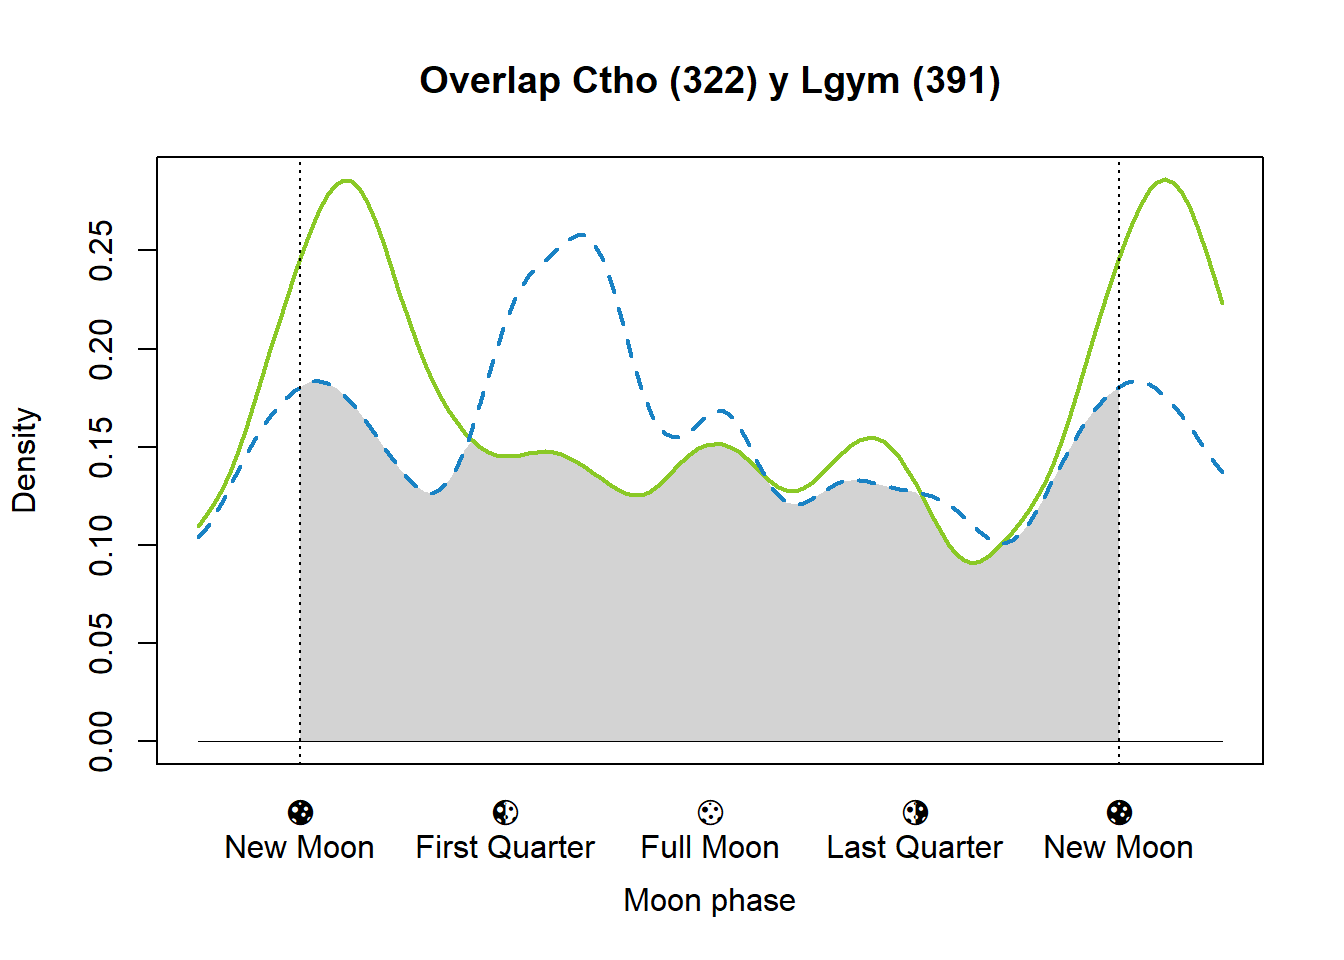 Overlap Ctho (322) y Lgym (391)
Density
0.25
0.20
0.15
0.10
0.05
0.00
New Moon First Quarter Full Moon Last Quarter New Moon
Moon phase